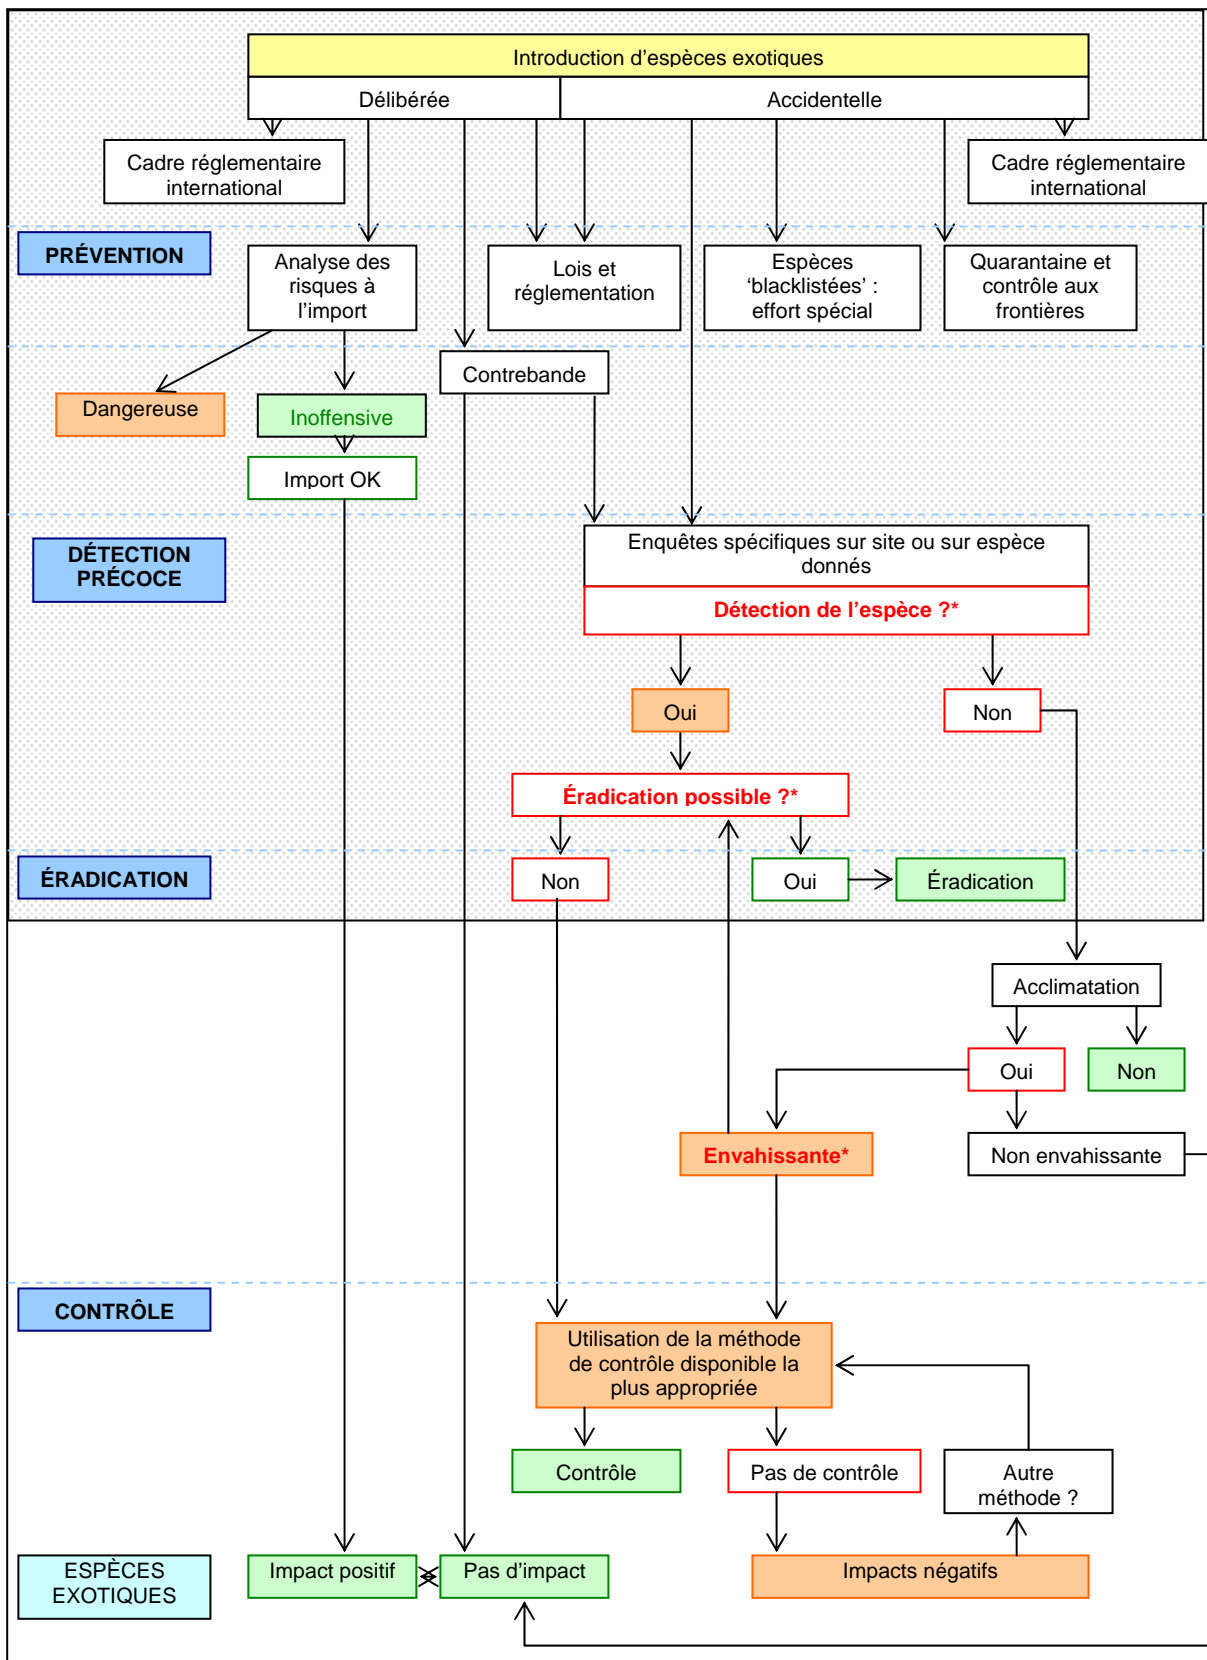 Introduction d'espèces exotiques
Délibérée
Accidentelle
Cadre réglementaire
international
Cadre réglementaire
international
PRÉVENTION
Analyse des
risques à
l'import
Lois et
réglementation
Espèces
'blacklistées' :
effort spécial
Quarantaine et
contrôle aux
frontières
Contrebande
Dangereuse
Inoffensive
Import OK
DÉTECTION
PRÉCOCE
Enquêtes spécifiques sur site ou sur espèce
donnés
Détection de l'espèce ?*
Oui
Non
Éradication possible ?*
ÉRADICATION
Non
Oui
Éradication
Acclimatation
Oui
Non
Envahissante*
Non envahissante
CONTRÔLE
Utilisation de la méthode
de contrôle disponible la
plus appropriée
Contrôle
Pas de contrôle
Autre
méthode ?
ESPÈCES
EXOTIQUES
Impact positif
Pas d'impact
Impacts négatifs